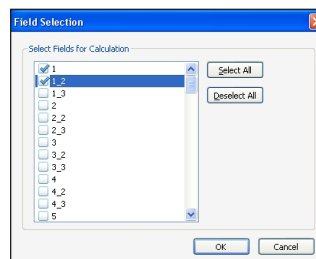 Field Selection
Select Fields for Calculation
1
1_2
1_3
2
2_2
2_3
3
3_2
3_3
4
4_2
4_3
5
Select All
Deselect All
OK
Cancel